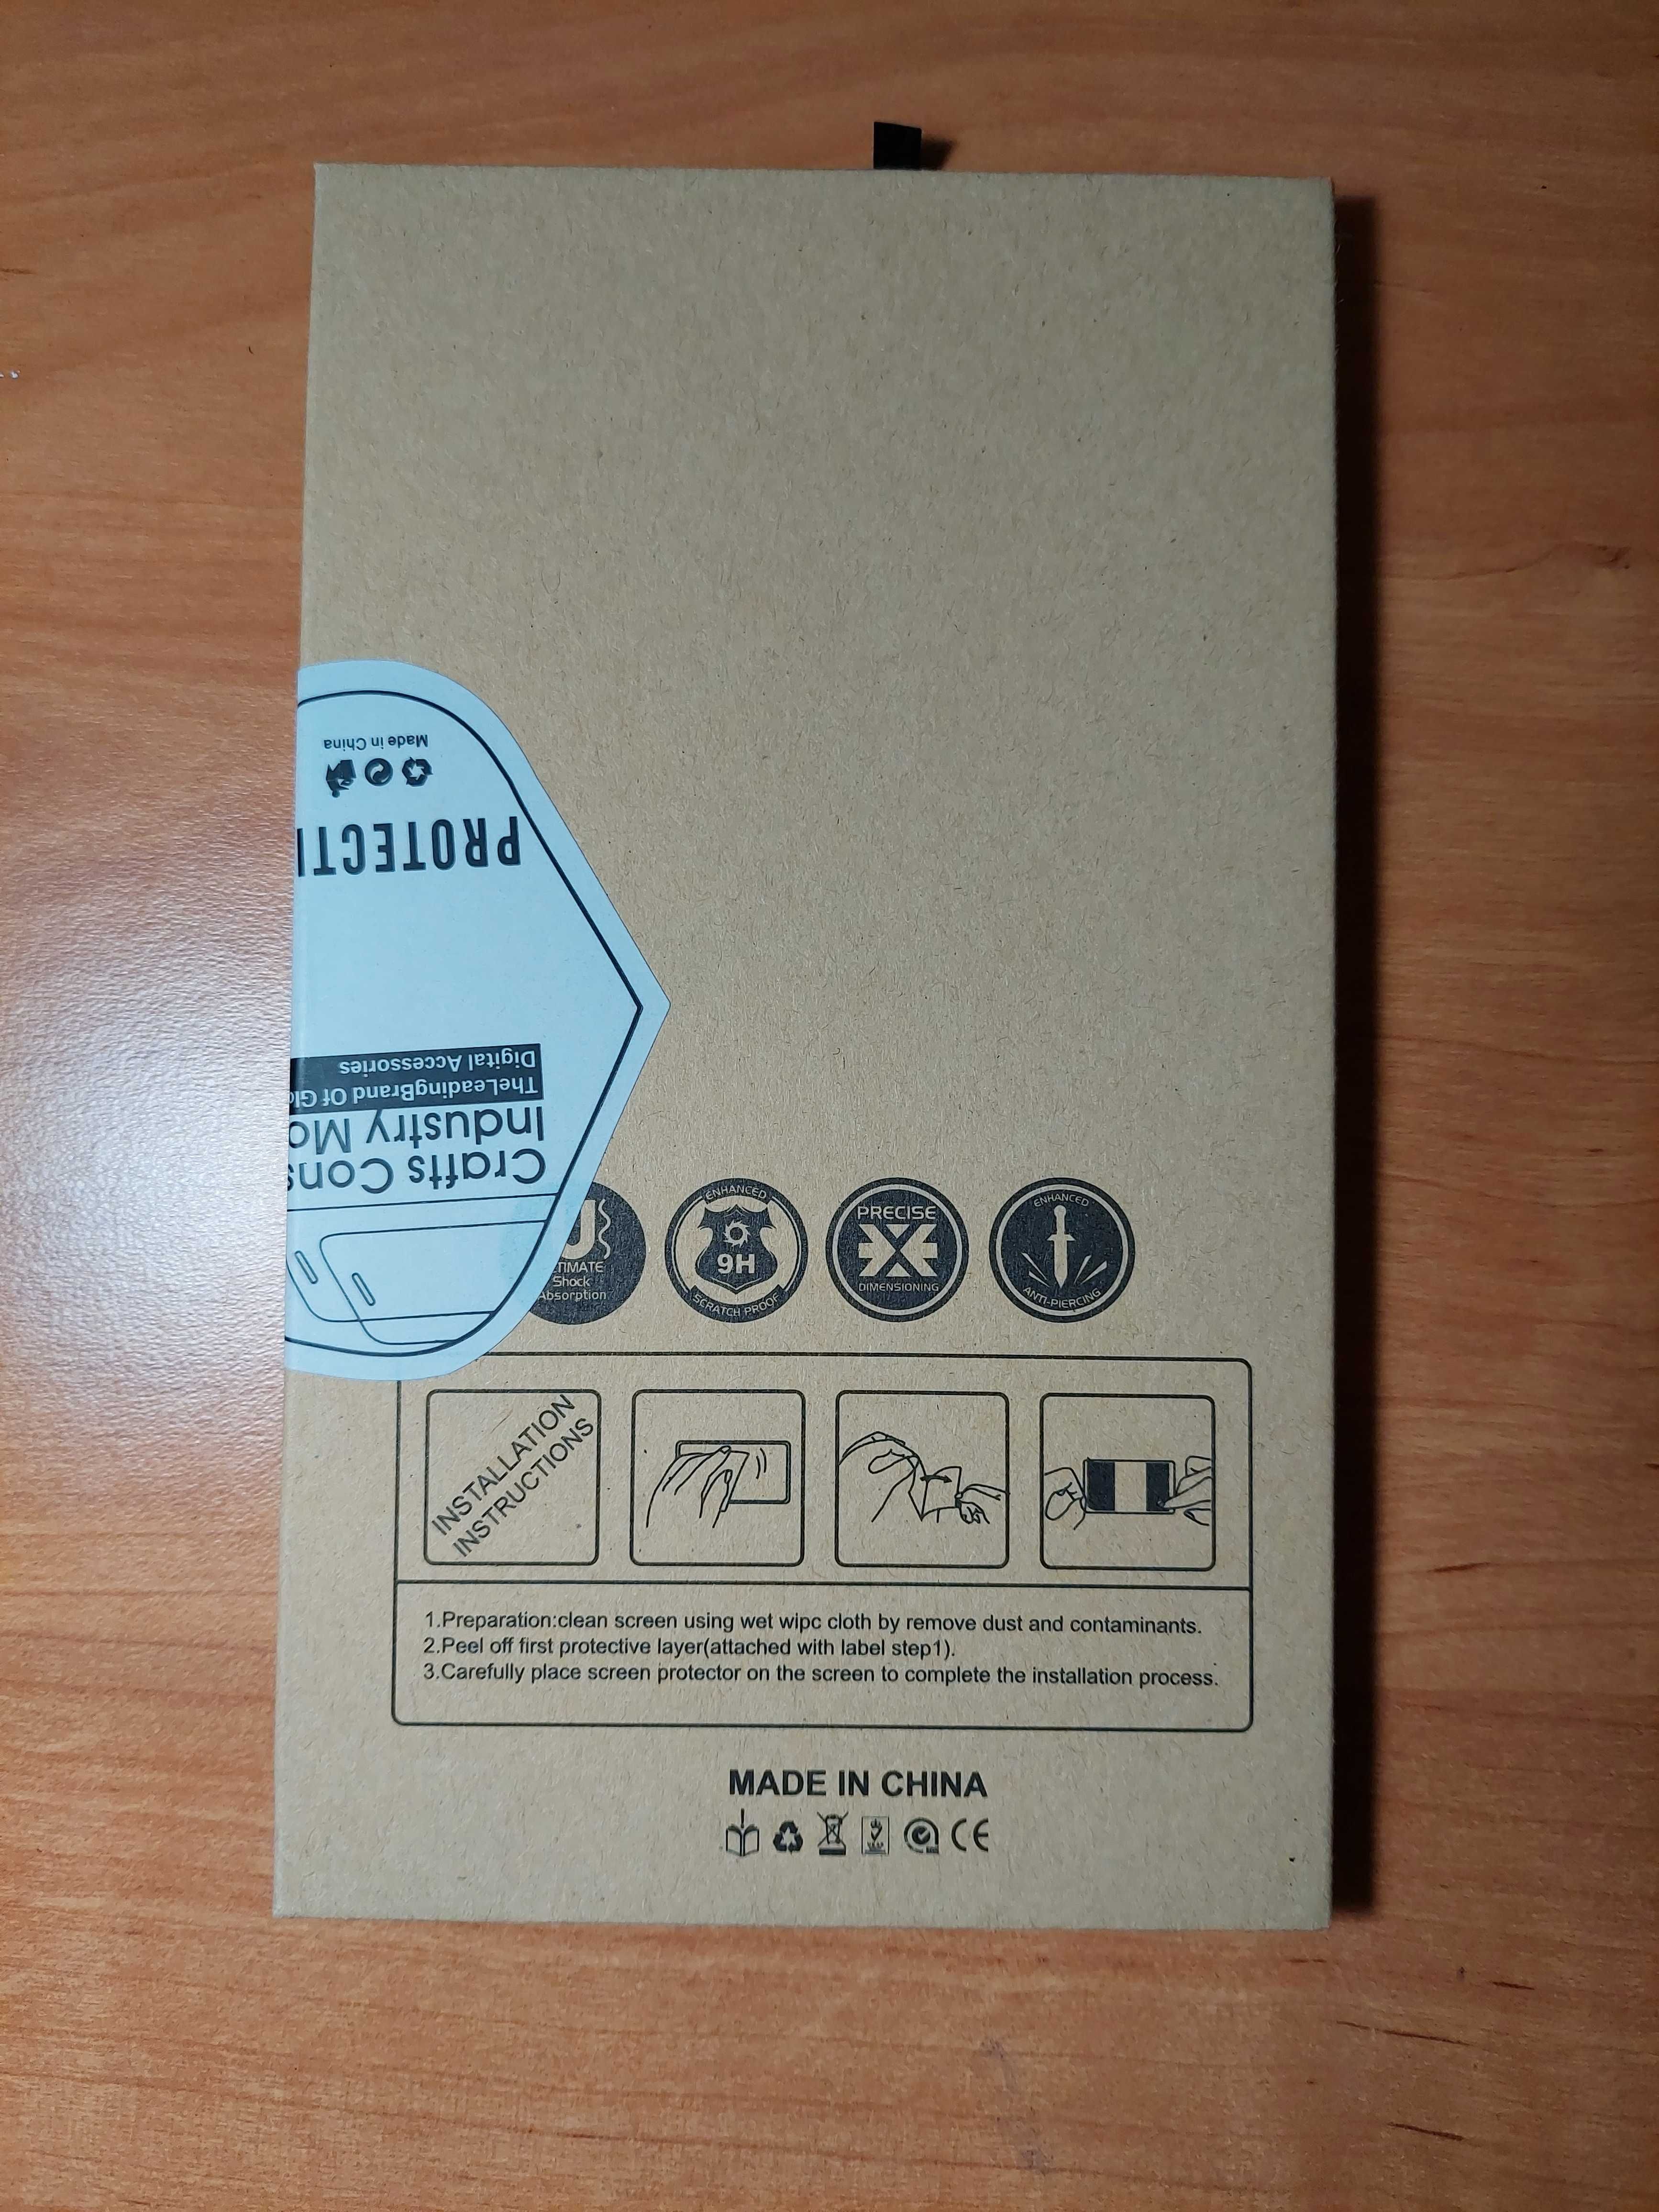 Made in China
PROTECTI
Digital Accessories
TheLeadingBrand Of Glo
Industry Mo
Crafts Cons
U
TIMATE
Shock
Absorption
ENHANCED
9H
SCRATCH PROOF
PRECISE
DIMENSIONING
ENHANCED
ANTI-PIERCING
INSTALLATION
INSTRUCTIONS
1.Preparation:clean screen using wet wipc cloth by remove dust and contaminants.
2.Peel off first protective layer(attached with label step1).
3.Carefully place screen protector on the screen to complete the installation process.
MADE IN CHINA
CE